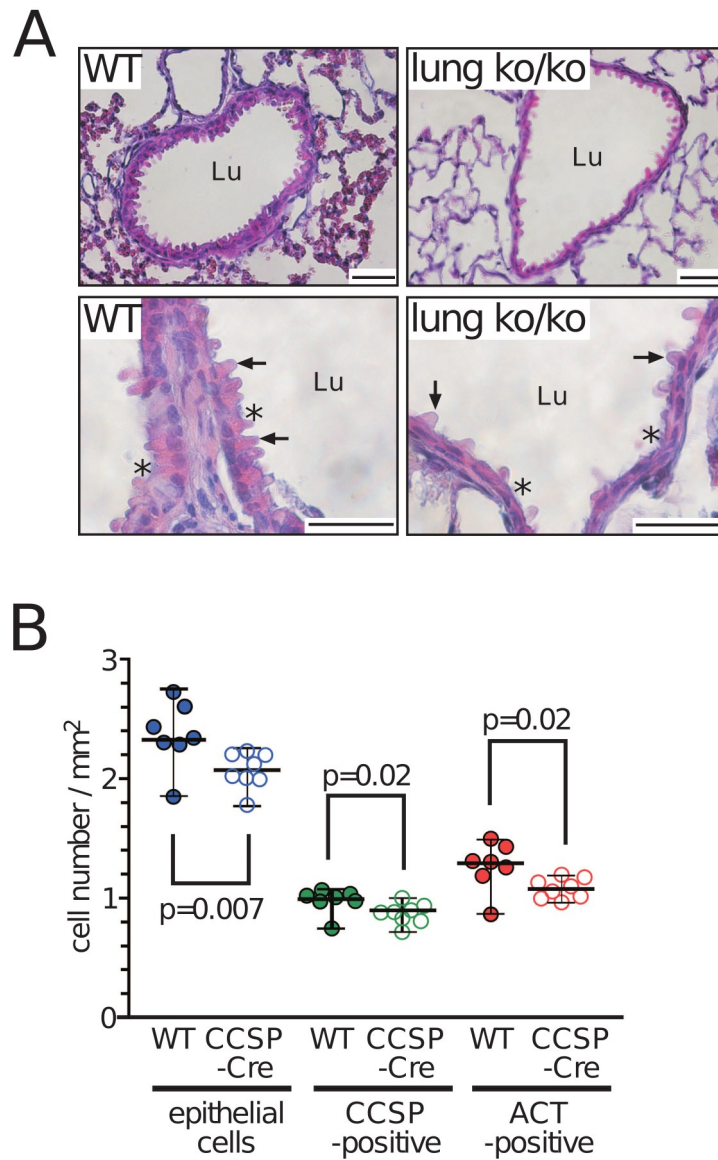 A
WT
lung ko/ko
Lu
Lu
WT
lung ko/ko
Lu
Lu
*
*
*
*
B
cell number / mm²
3
2
1
0
p=0.007
p=0.02
p=0.02
WT CCSP WT CCSP WT CCSP
-Cre -Cre -Cre
epithelial CCSP ACT
cells -positive -positive